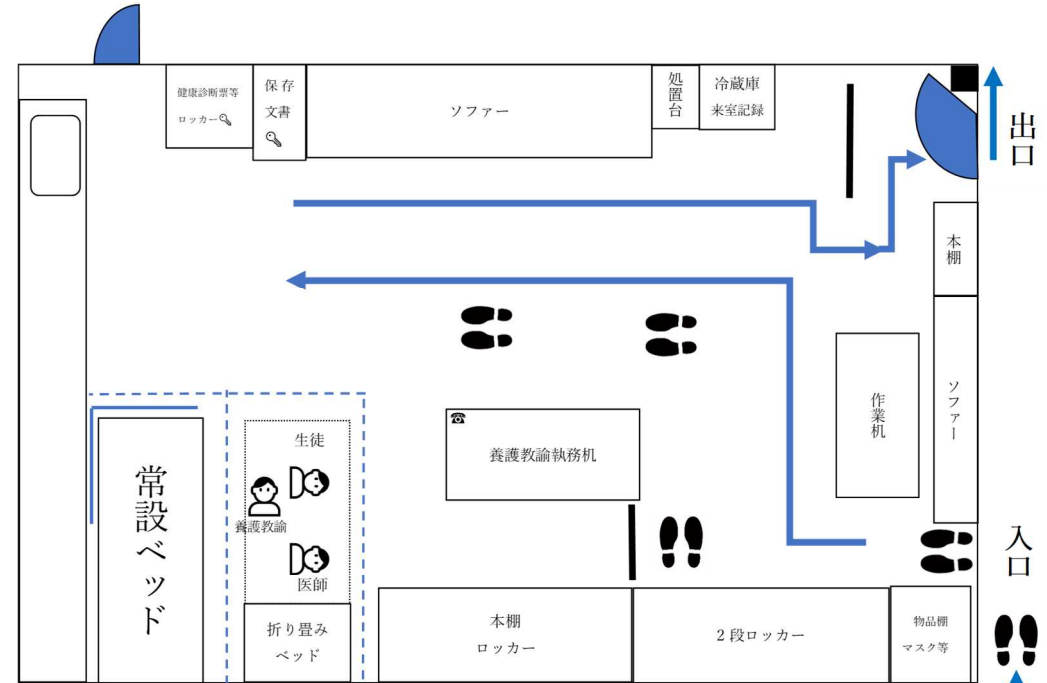 健康診断票等
ロッカー
保存
文書
ソファー
処置台
冷蔵庫
来室記録
出口
本棚
ソファー
作業机
養護教諭執務机
生徒
養護教諭
医師
常設ベッド
折り畳み
ベッド
本棚
ロッカー
２段ロッカー
物品棚
マスク等
入口